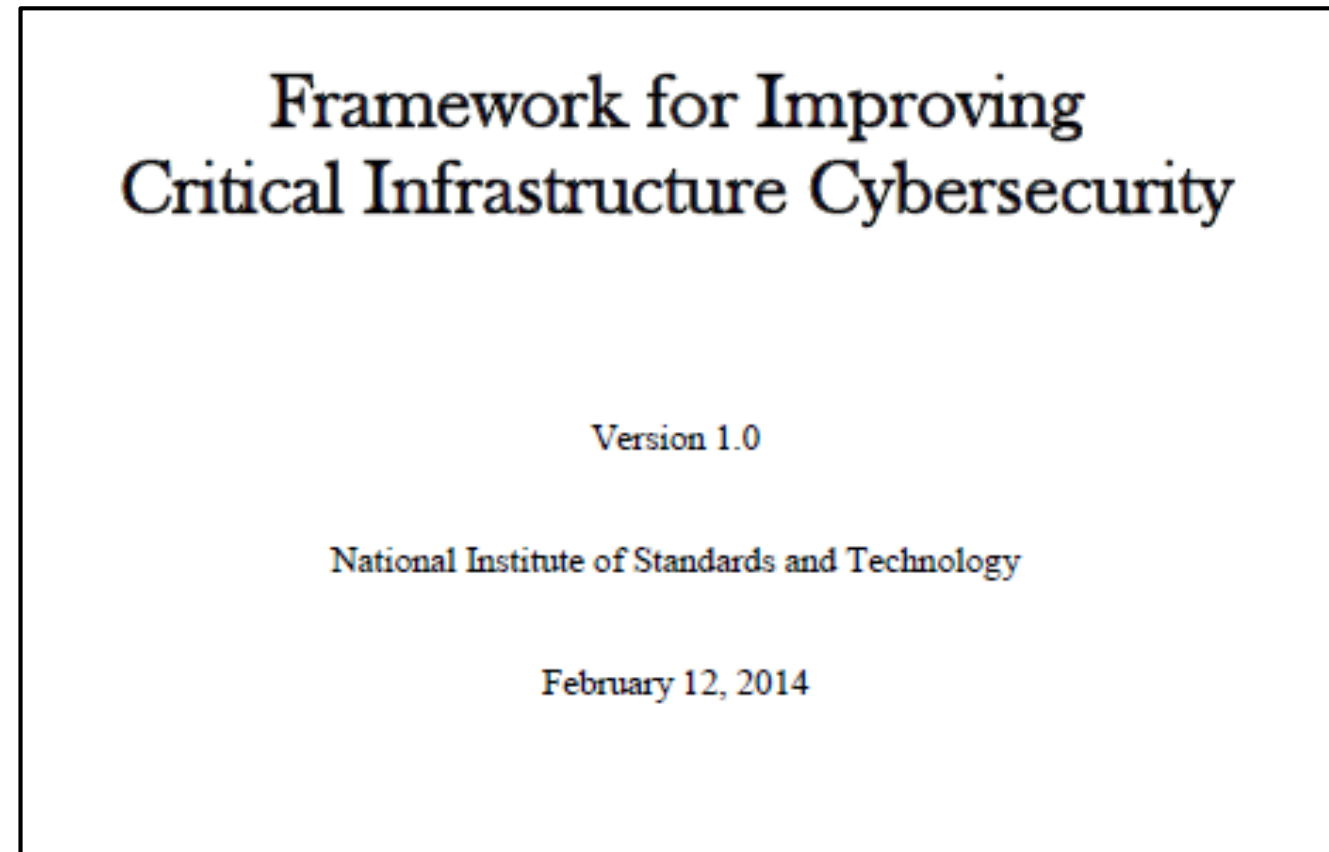 Framework for Improving
Critical Infrastructure Cybersecurity
Version 1.0
National Institute of Standards and Technology
February 12, 2014